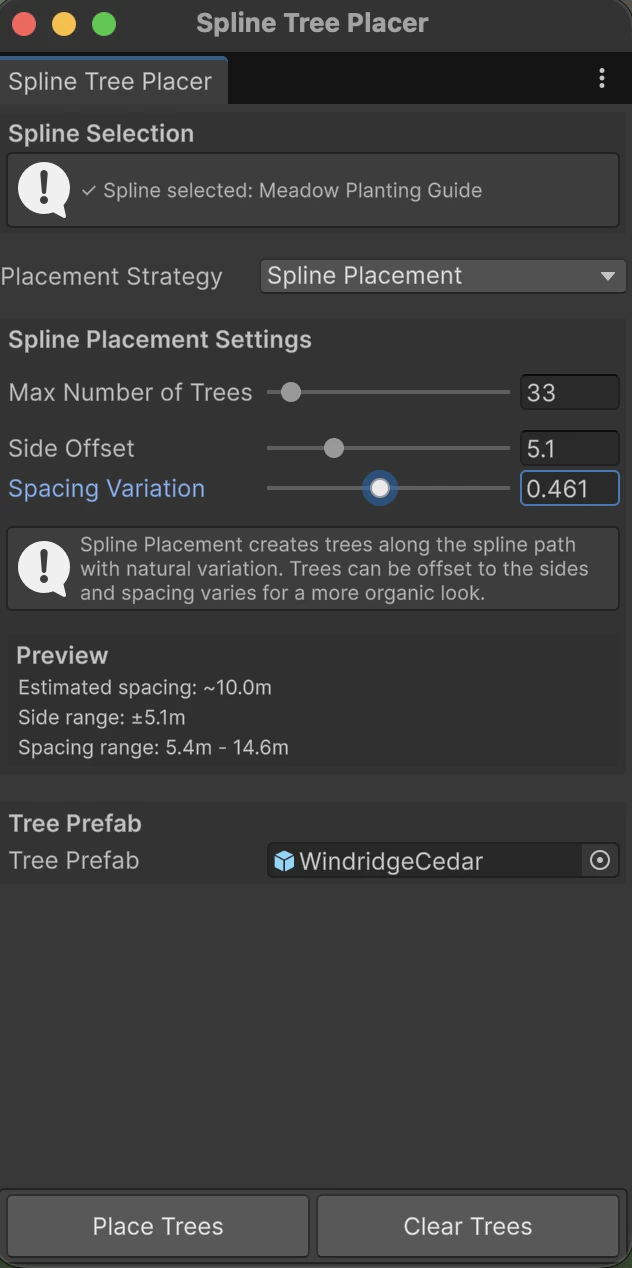 Spline Tree Placer
Spline Tree Placer
Spline Selection
✓ Spline selected: Meadow Planting Guide
Placement Strategy Spline Placement
Spline Placement Settings
Max Number of Trees 33
Side Offset 5.1
Spacing Variation 0.461
Spline Placement creates trees along the spline path
with natural variation. Trees can be offset to the sides
and spacing varies for a more organic look.
Preview
Estimated spacing: ~10.0m
Side range: ±5.1m
Spacing range: 5.4m - 14.6m
Tree Prefab
Tree Prefab WindridgeCedar
Place Trees Clear Trees